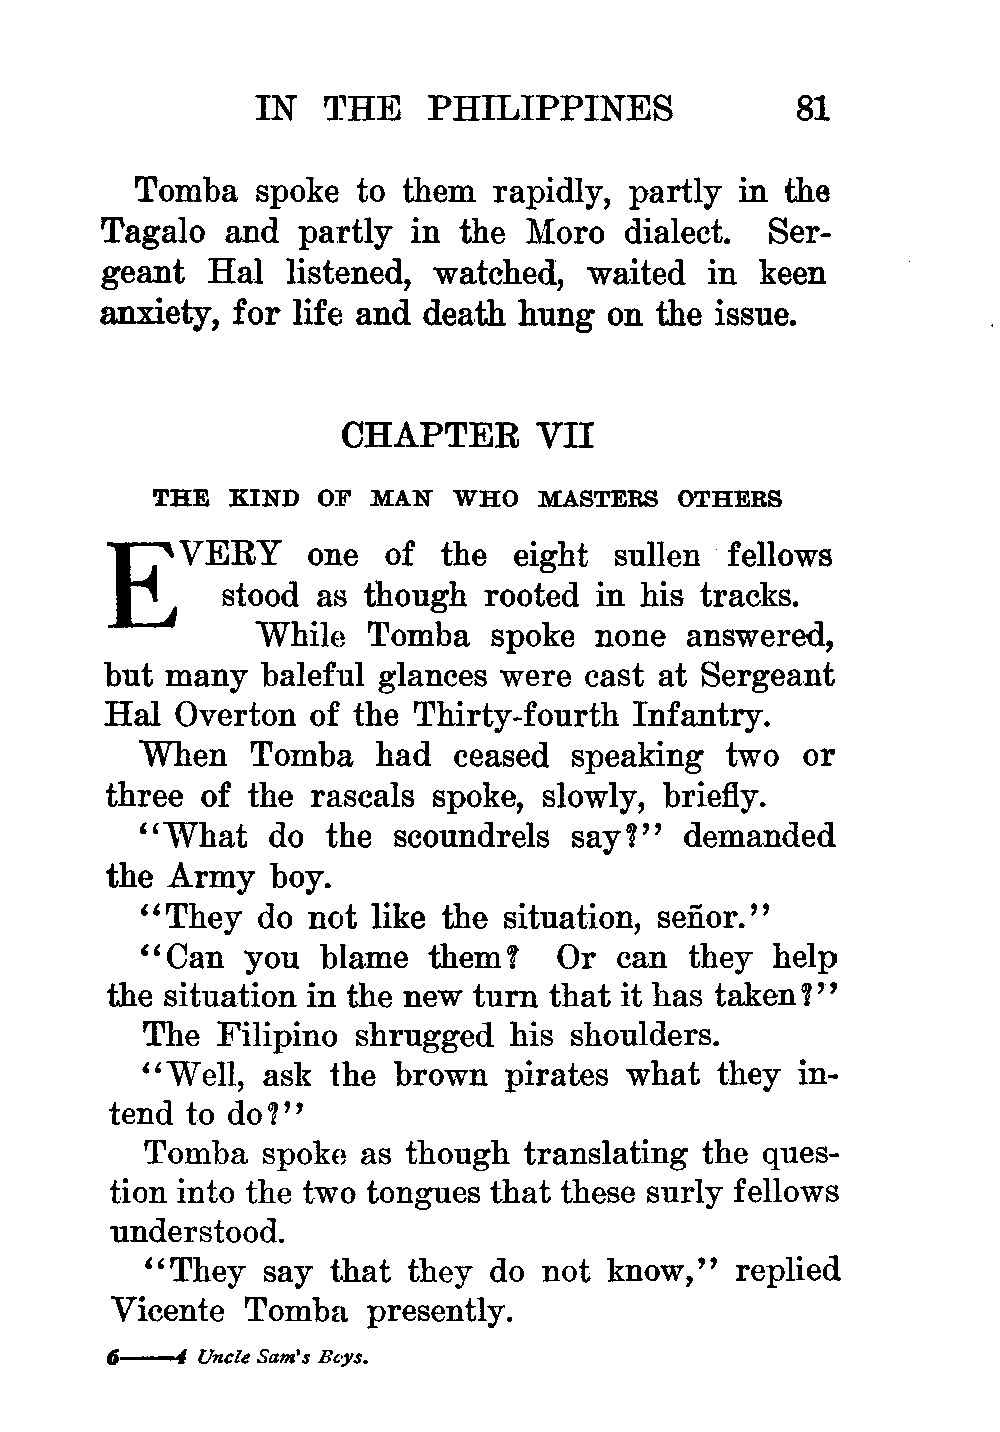 IN THE PHILIPPINES 81
Tomba spoke to them rapidly, partly in the
Tagalo and partly in the Moro dialect. Ser-
geant Hal listened, watched, waited in keen
anxiety, for life and death hung on the issue.
CHAPTER VII
THE KIND OF MAN WHO MASTERS OTHERS
EVERY one of the eight sullen fellows
stood as though rooted in his tracks.
While Tomba spoke none answered,
but many baleful glances were cast at Sergeant
Hal Overton of the Thirty-fourth Infantry.
When Tomba had ceased speaking two or
three of the rascals spoke, slowly, briefly.
"What do the scoundrels say?" demanded
the Army boy.
"They do not like the situation, señor."
"Can you blame them? Or can they help
the situation in the new turn that it has taken?"
The Filipino shrugged his shoulders.
"Well, ask the brown pirates what they in-
tend to do?"
Tomba spoke as though translating the ques-
tion into the two tongues that these surly fellows
understood.
"They say that they do not know," replied
Vicente Tomba presently.
6——4 Uncle Sam's Boys.